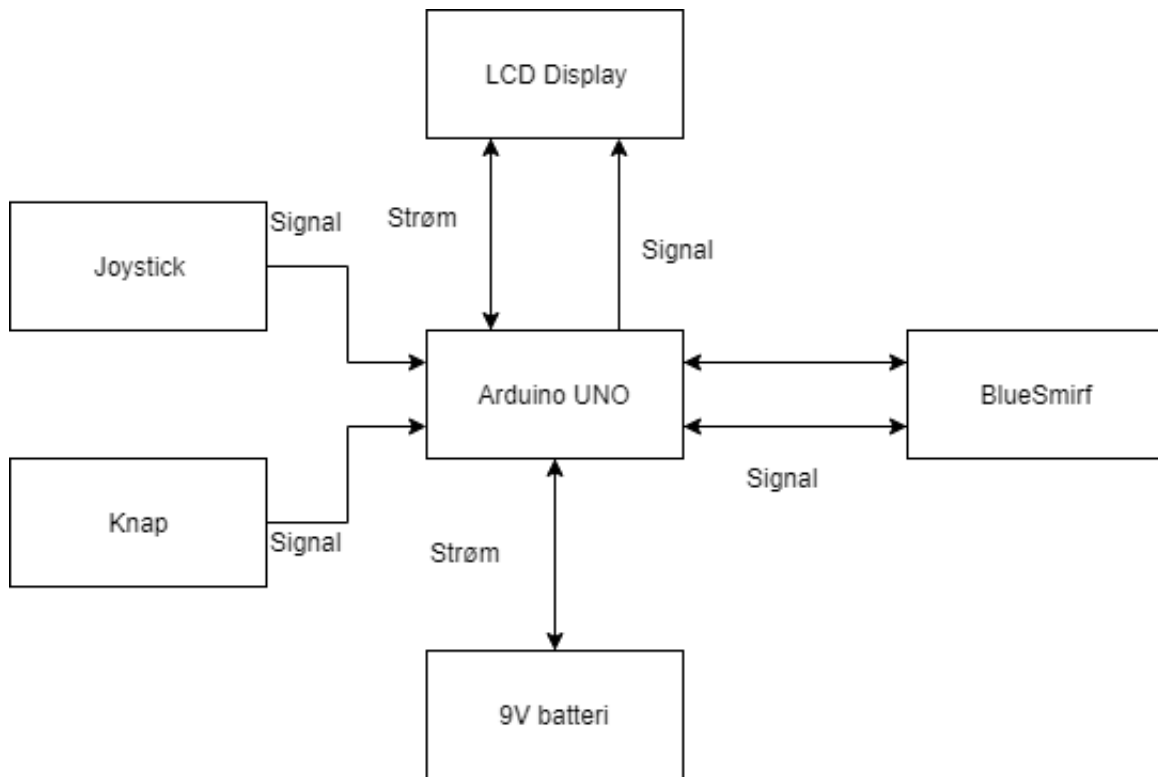 LCD Display
Signal
Strøm
Joystick
Signal
Arduino UNO
BlueSmirf
Signal
Knap
Signal
Strøm
9V batteri